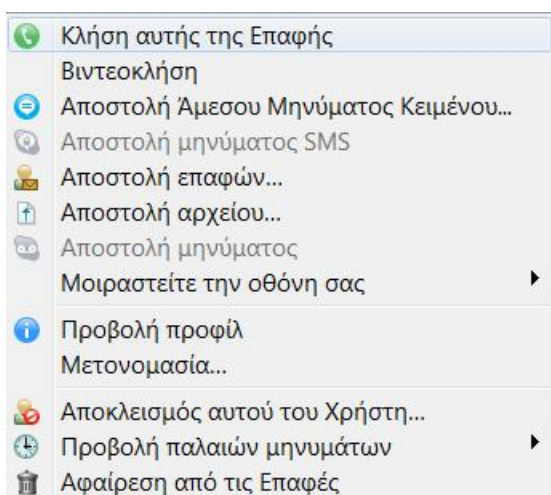 Κλήση αυτής της Επαφής
Βιντεοκλήση
Αποστολή Άμεσου Μηνύματος Κειμένου...
Αποστολή μηνύματος SMS
Αποστολή επαφών...
Αποστολή αρχείου...
Αποστολή μηνύματος
Μοιραστείτε την οθόνη σας
Προβολή προφίλ
Μετονομασία...
Αποκλεισμός αυτού του Χρήστη...
Προβολή παλαιών μηνυμάτων
Αφαίρεση από τις Επαφές